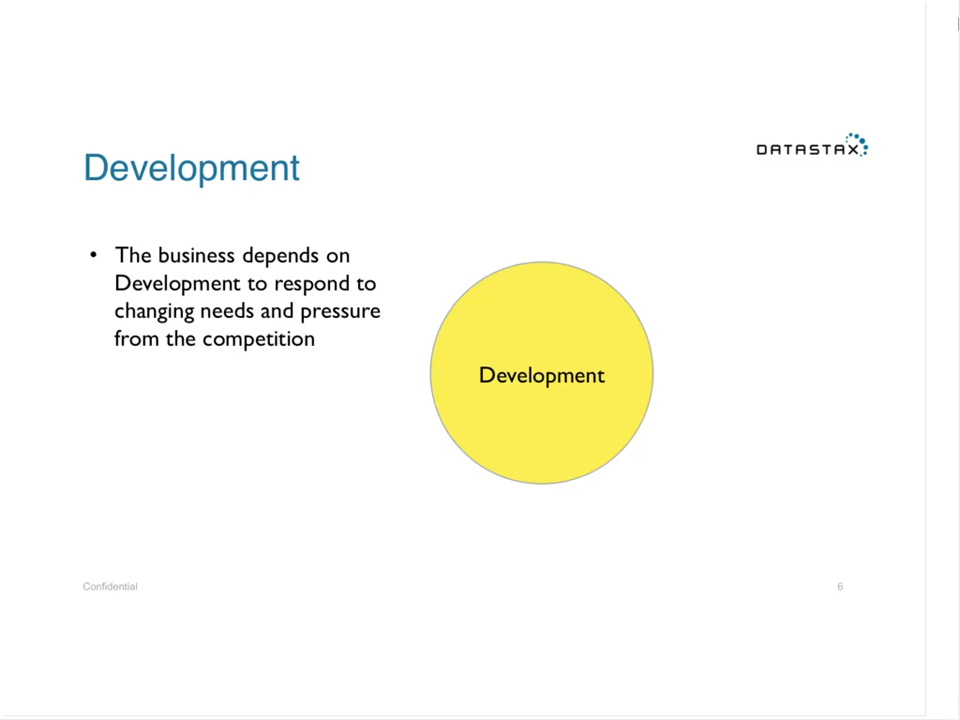 DATASTAX
Development
• The business depends on
Development to respond to
changing needs and pressure
from the competition
Development
Confidential
6